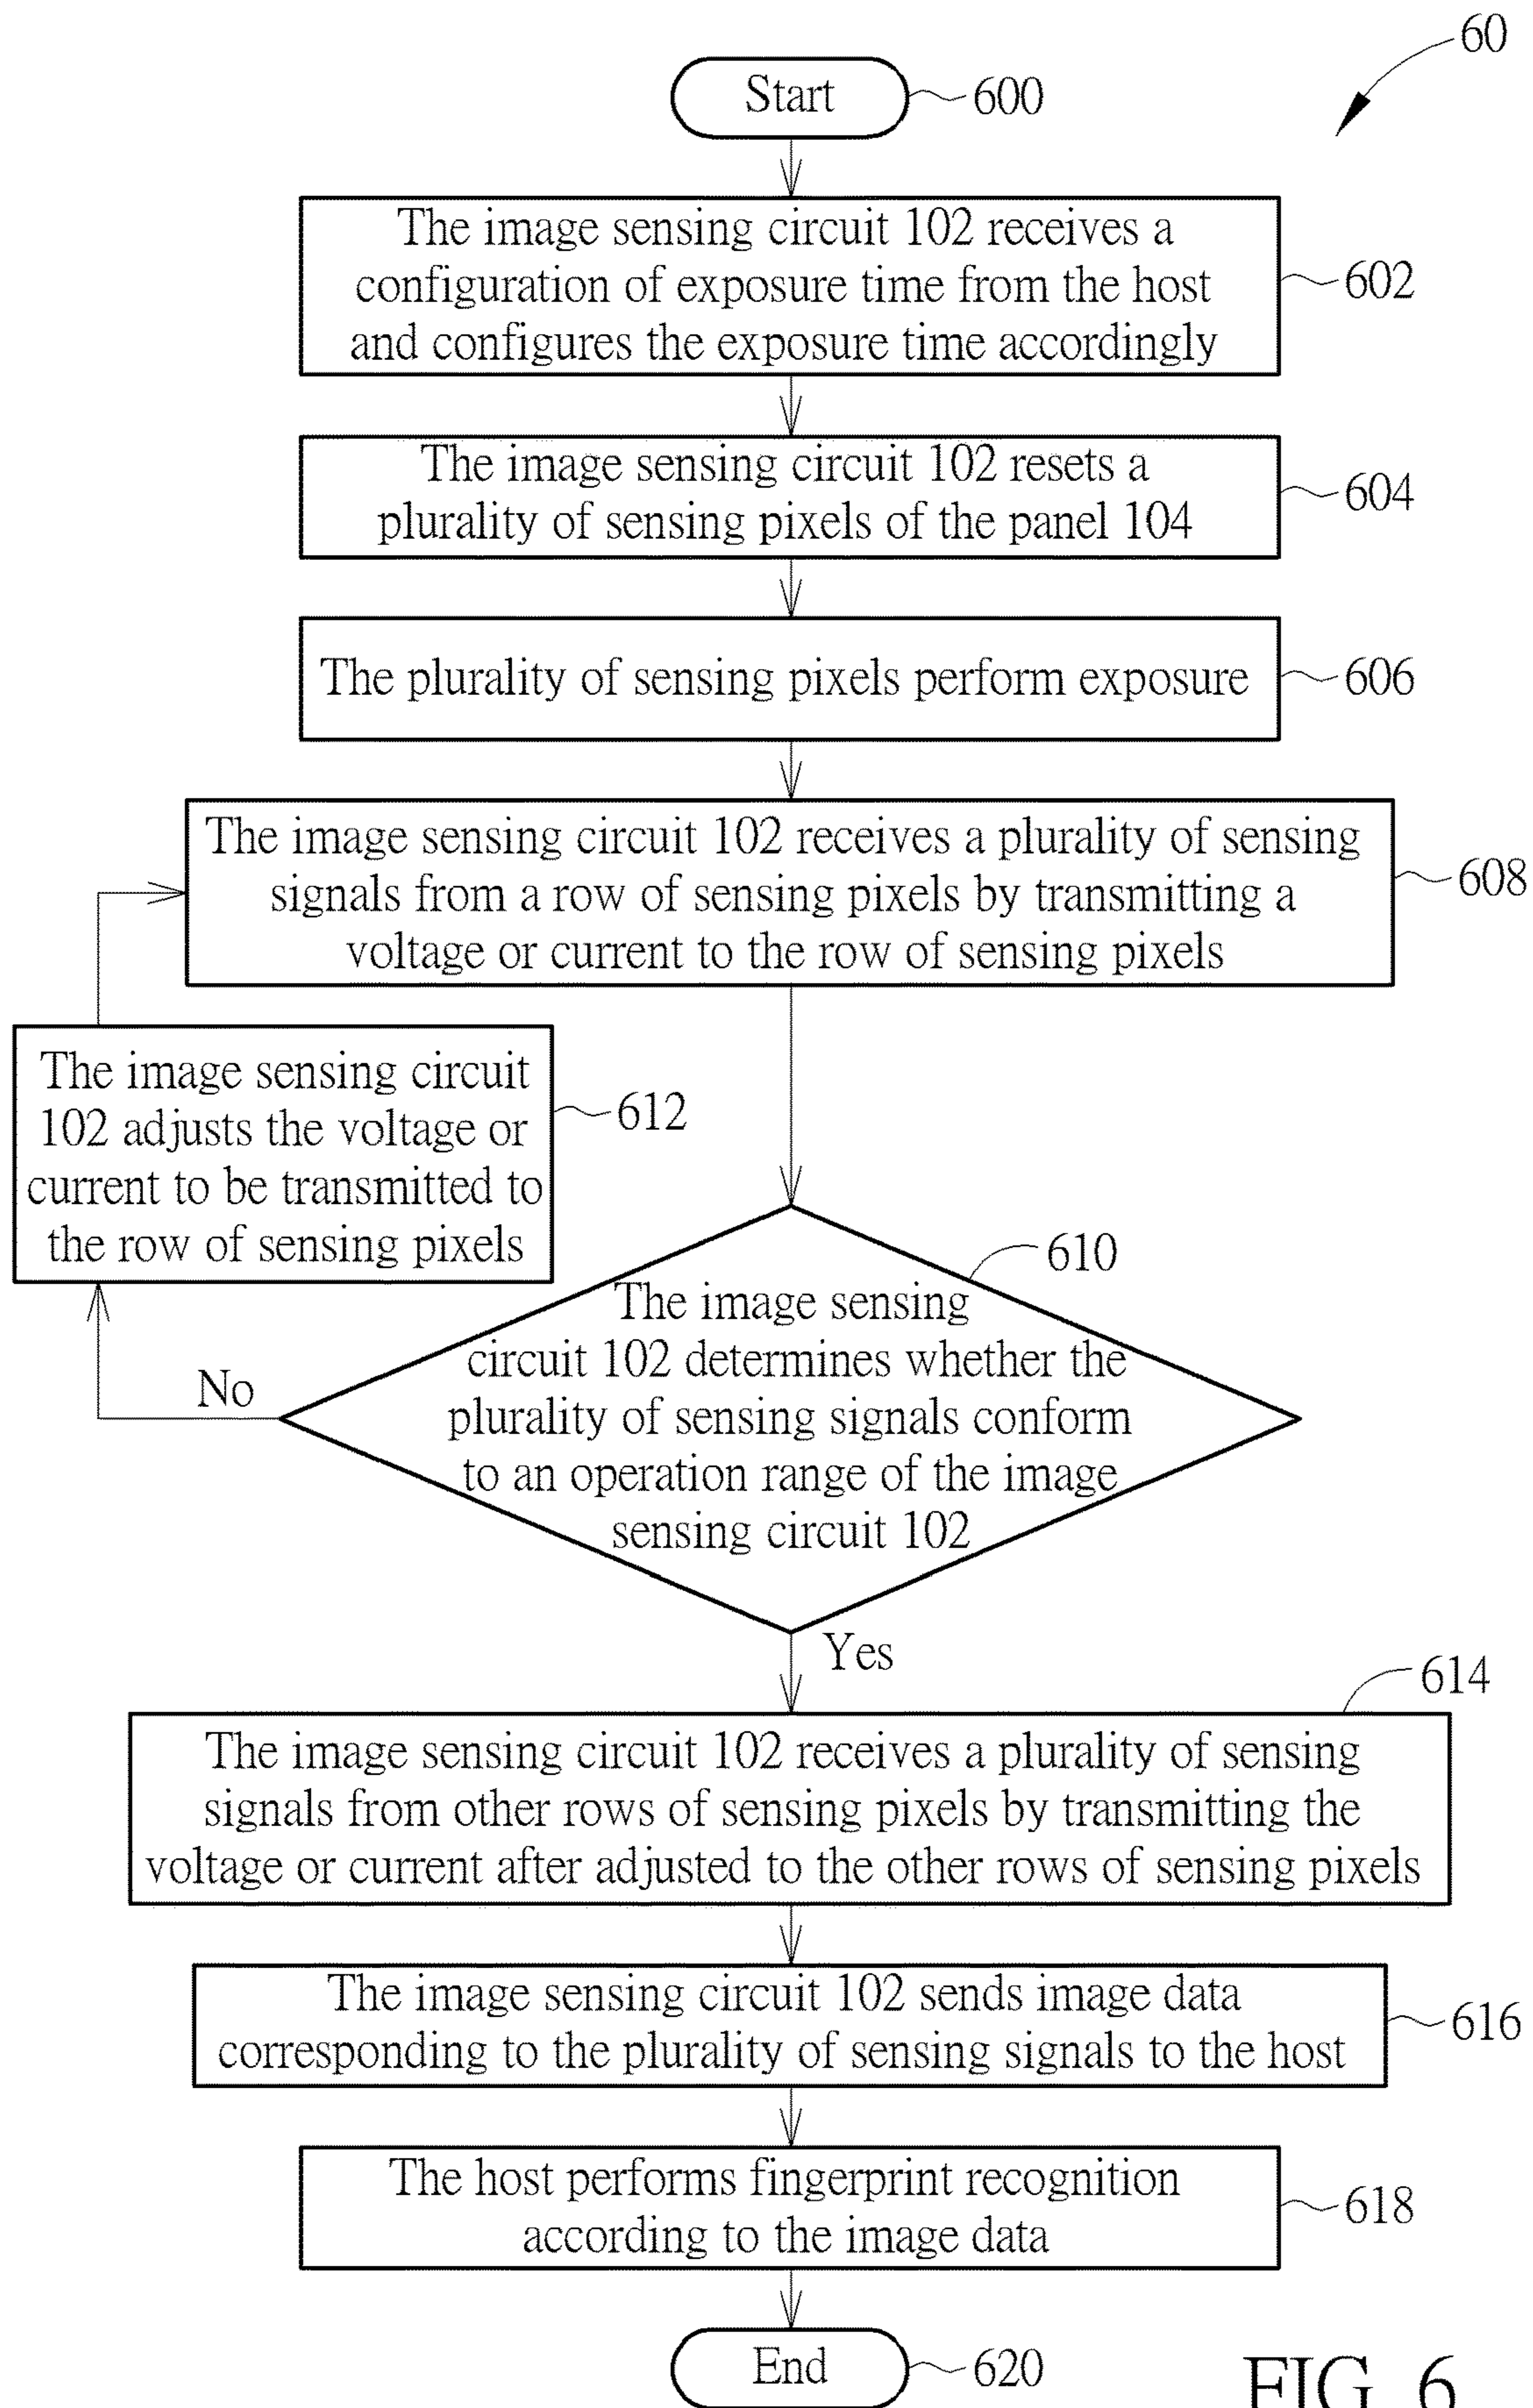 60
Start
600
The image sensing circuit 102 receives a
configuration of exposure time from the host
and configures the exposure time accordingly
602
The image sensing circuit 102 resets a
plurality of sensing pixels of the panel 104
604
The plurality of sensing pixels perform exposure
606
The image sensing circuit 102 receives a plurality of sensing
signals from a row of sensing pixels by transmitting a
voltage or current to the row of sensing pixels
608
The image sensing circuit
102 adjusts the voltage or
current to be transmitted to
the row of sensing pixels
612
610
The image sensing
circuit 102 determines whether the
plurality of sensing signals conform
to an operation range of the image
sensing circuit 102
No
Yes
614
The image sensing circuit 102 receives a plurality of sensing
signals from other rows of sensing pixels by transmitting the
voltage or current after adjusted to the other rows of sensing pixels
The image sensing circuit 102 sends image data
corresponding to the plurality of sensing signals to the host
616
The host performs fingerprint recognition
according to the image data
618
End
620
FIG. 6